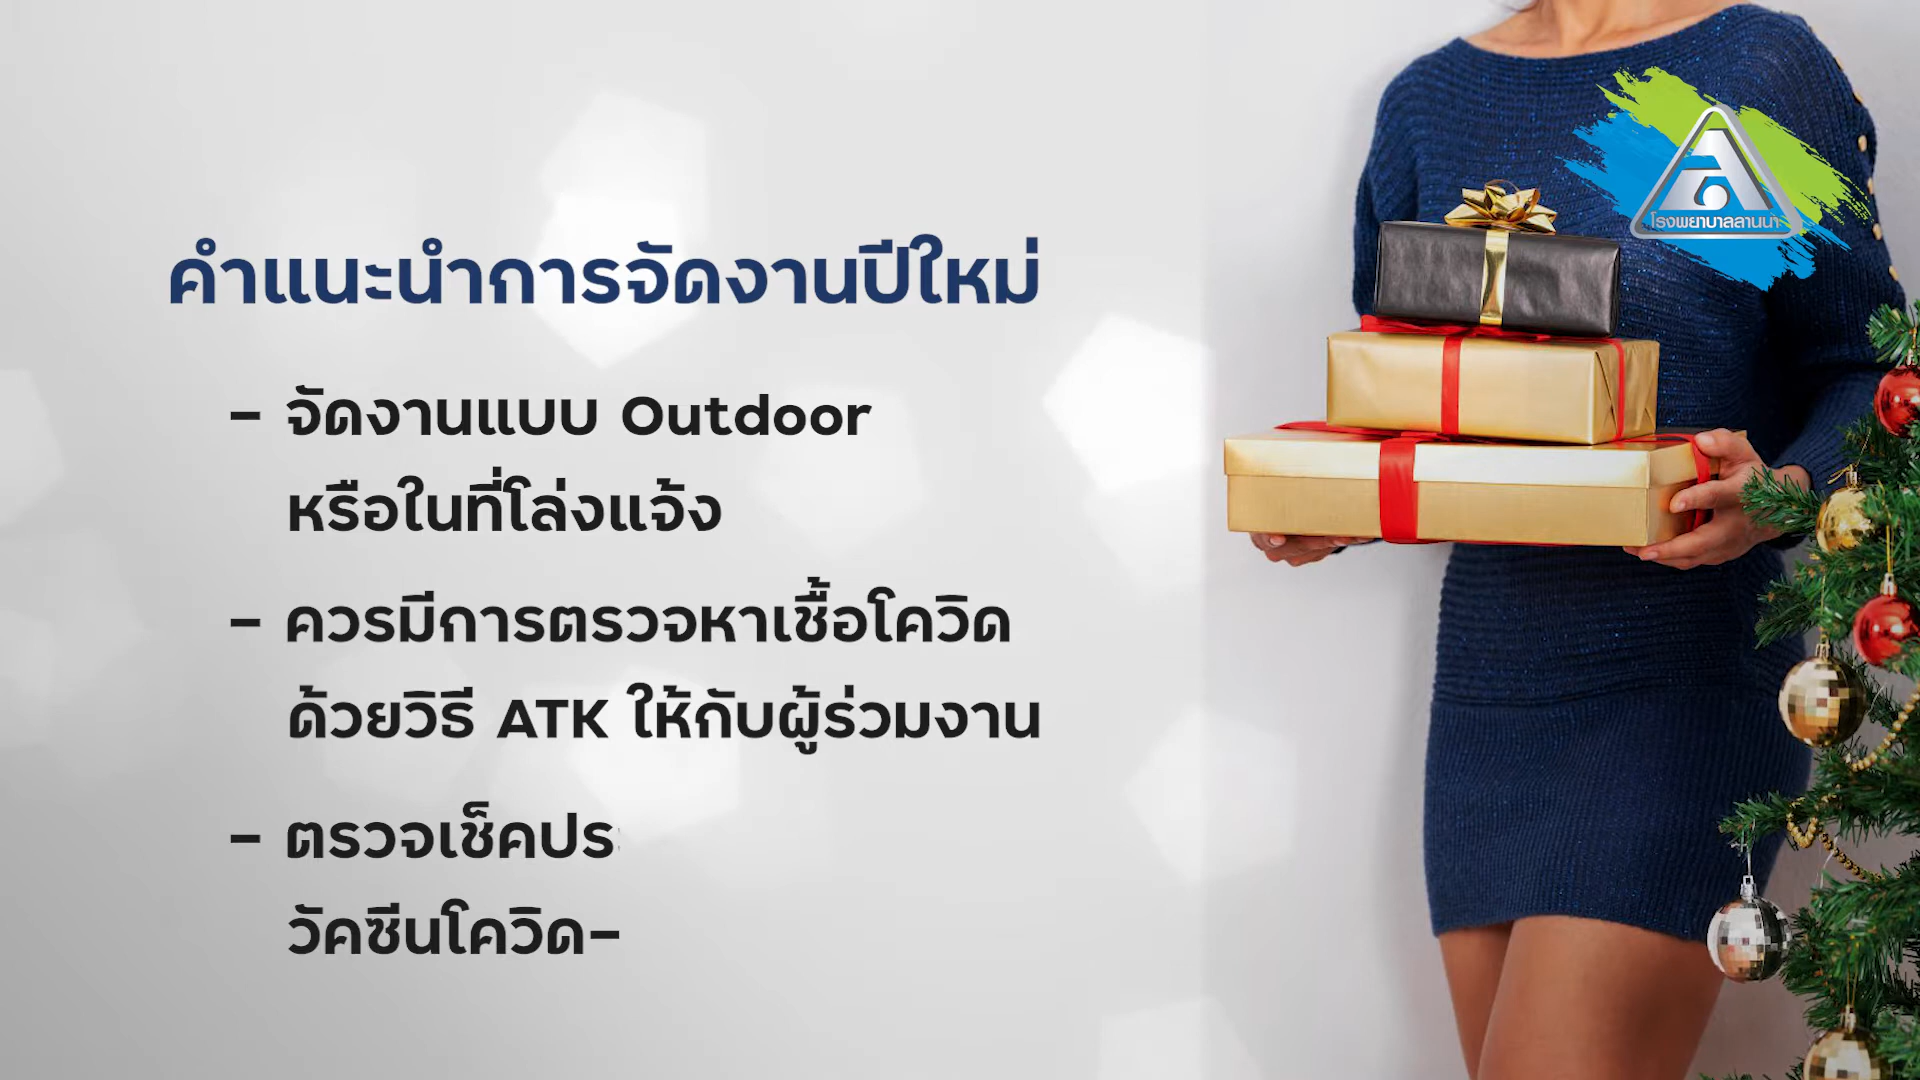 คำแนะนำการจัดงานปีใหม่
- จัดงานแบบ Outdoor
หรือในที่โล่งแจ้ง
- ควรมีการตรวจหาเชื้อโควิด
ด้วยวิธี ATK ให้กับผู้ร่วมงาน
- ตรวจเช็คปร
วัคซีนโควิด-
โรงพยาบาลลานนา